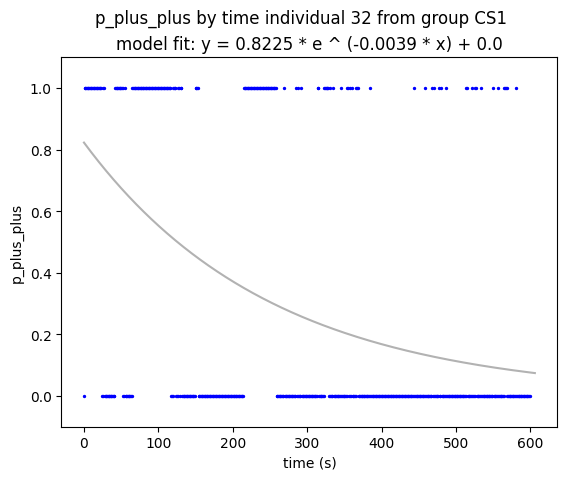 p_plus_plus by time individual 32 from group CS1
model fit: y = 0.8225 * e ^ (-0.0039 * x) + 0.0
1.0
0.8
0.6
0.4
0.2
0.0
p_plus_plus
0 100 200 300 400 500 600
time (s)